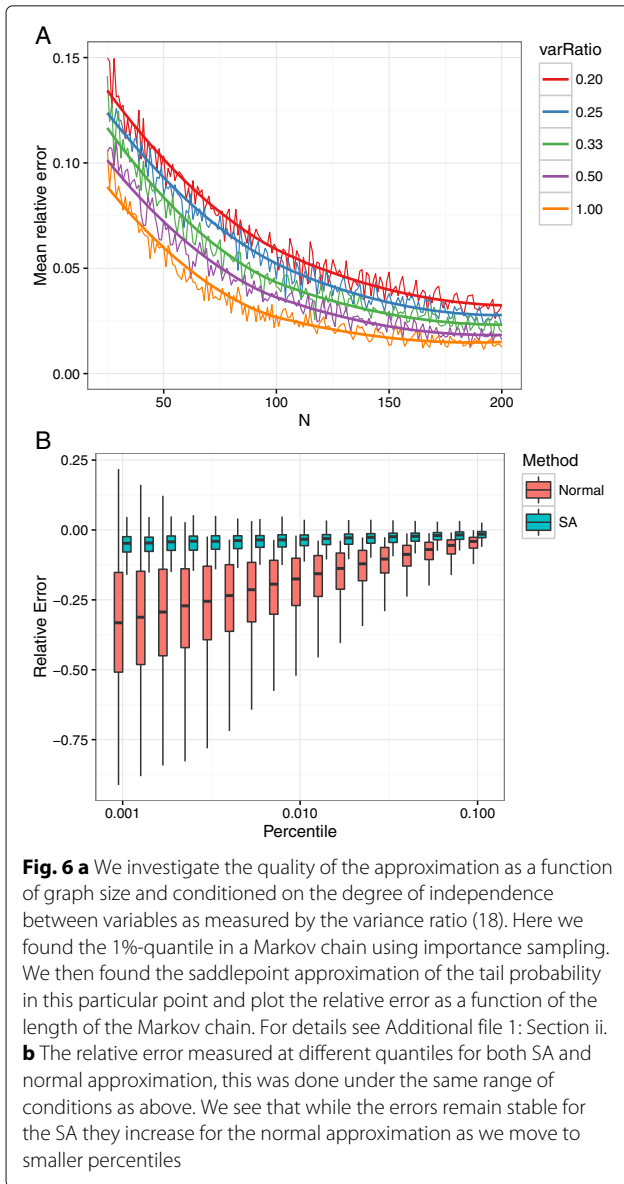 A
0.15
0.10
0.05
0.00
Mean relative error
50
100
150
200
N
varRatio
0.20
0.25
0.33
0.50
1.00
B
0.25
0.00
−0.25
−0.50
−0.75
Relative Error
0.001
0.010
0.100
Percentile
Method
Normal
SA
Fig. 6 a We investigate the quality of the approximation as a function
of graph size and conditioned on the degree of independence
between variables as measured by the variance ratio (18). Here we
found the 1%-quantile in a Markov chain using importance sampling.
We then found the saddlepoint approximation of the tail probability
in this particular point and plot the relative error as a function of the
length of the Markov chain. For details see Additional file 1: Section ii.
b The relative error measured at different quantiles for both SA and
normal approximation, this was done under the same range of
conditions as above. We see that while the errors remain stable for
the SA they increase for the normal approximation as we move to
smaller percentiles